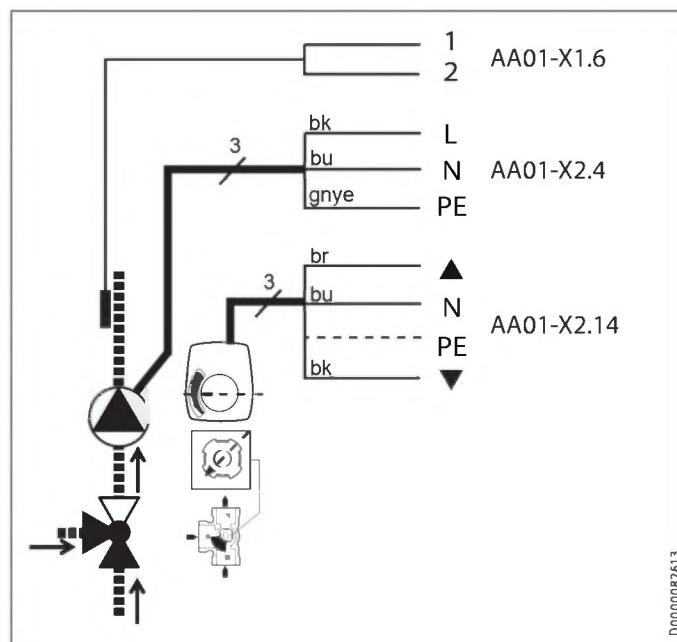 1
2 AA01-X1.6
bk L
3 bu N AA01-X2.4
gnye PE
br ▲
3 bu N
PE AA01-X2.14
bk ▼
D0000082613